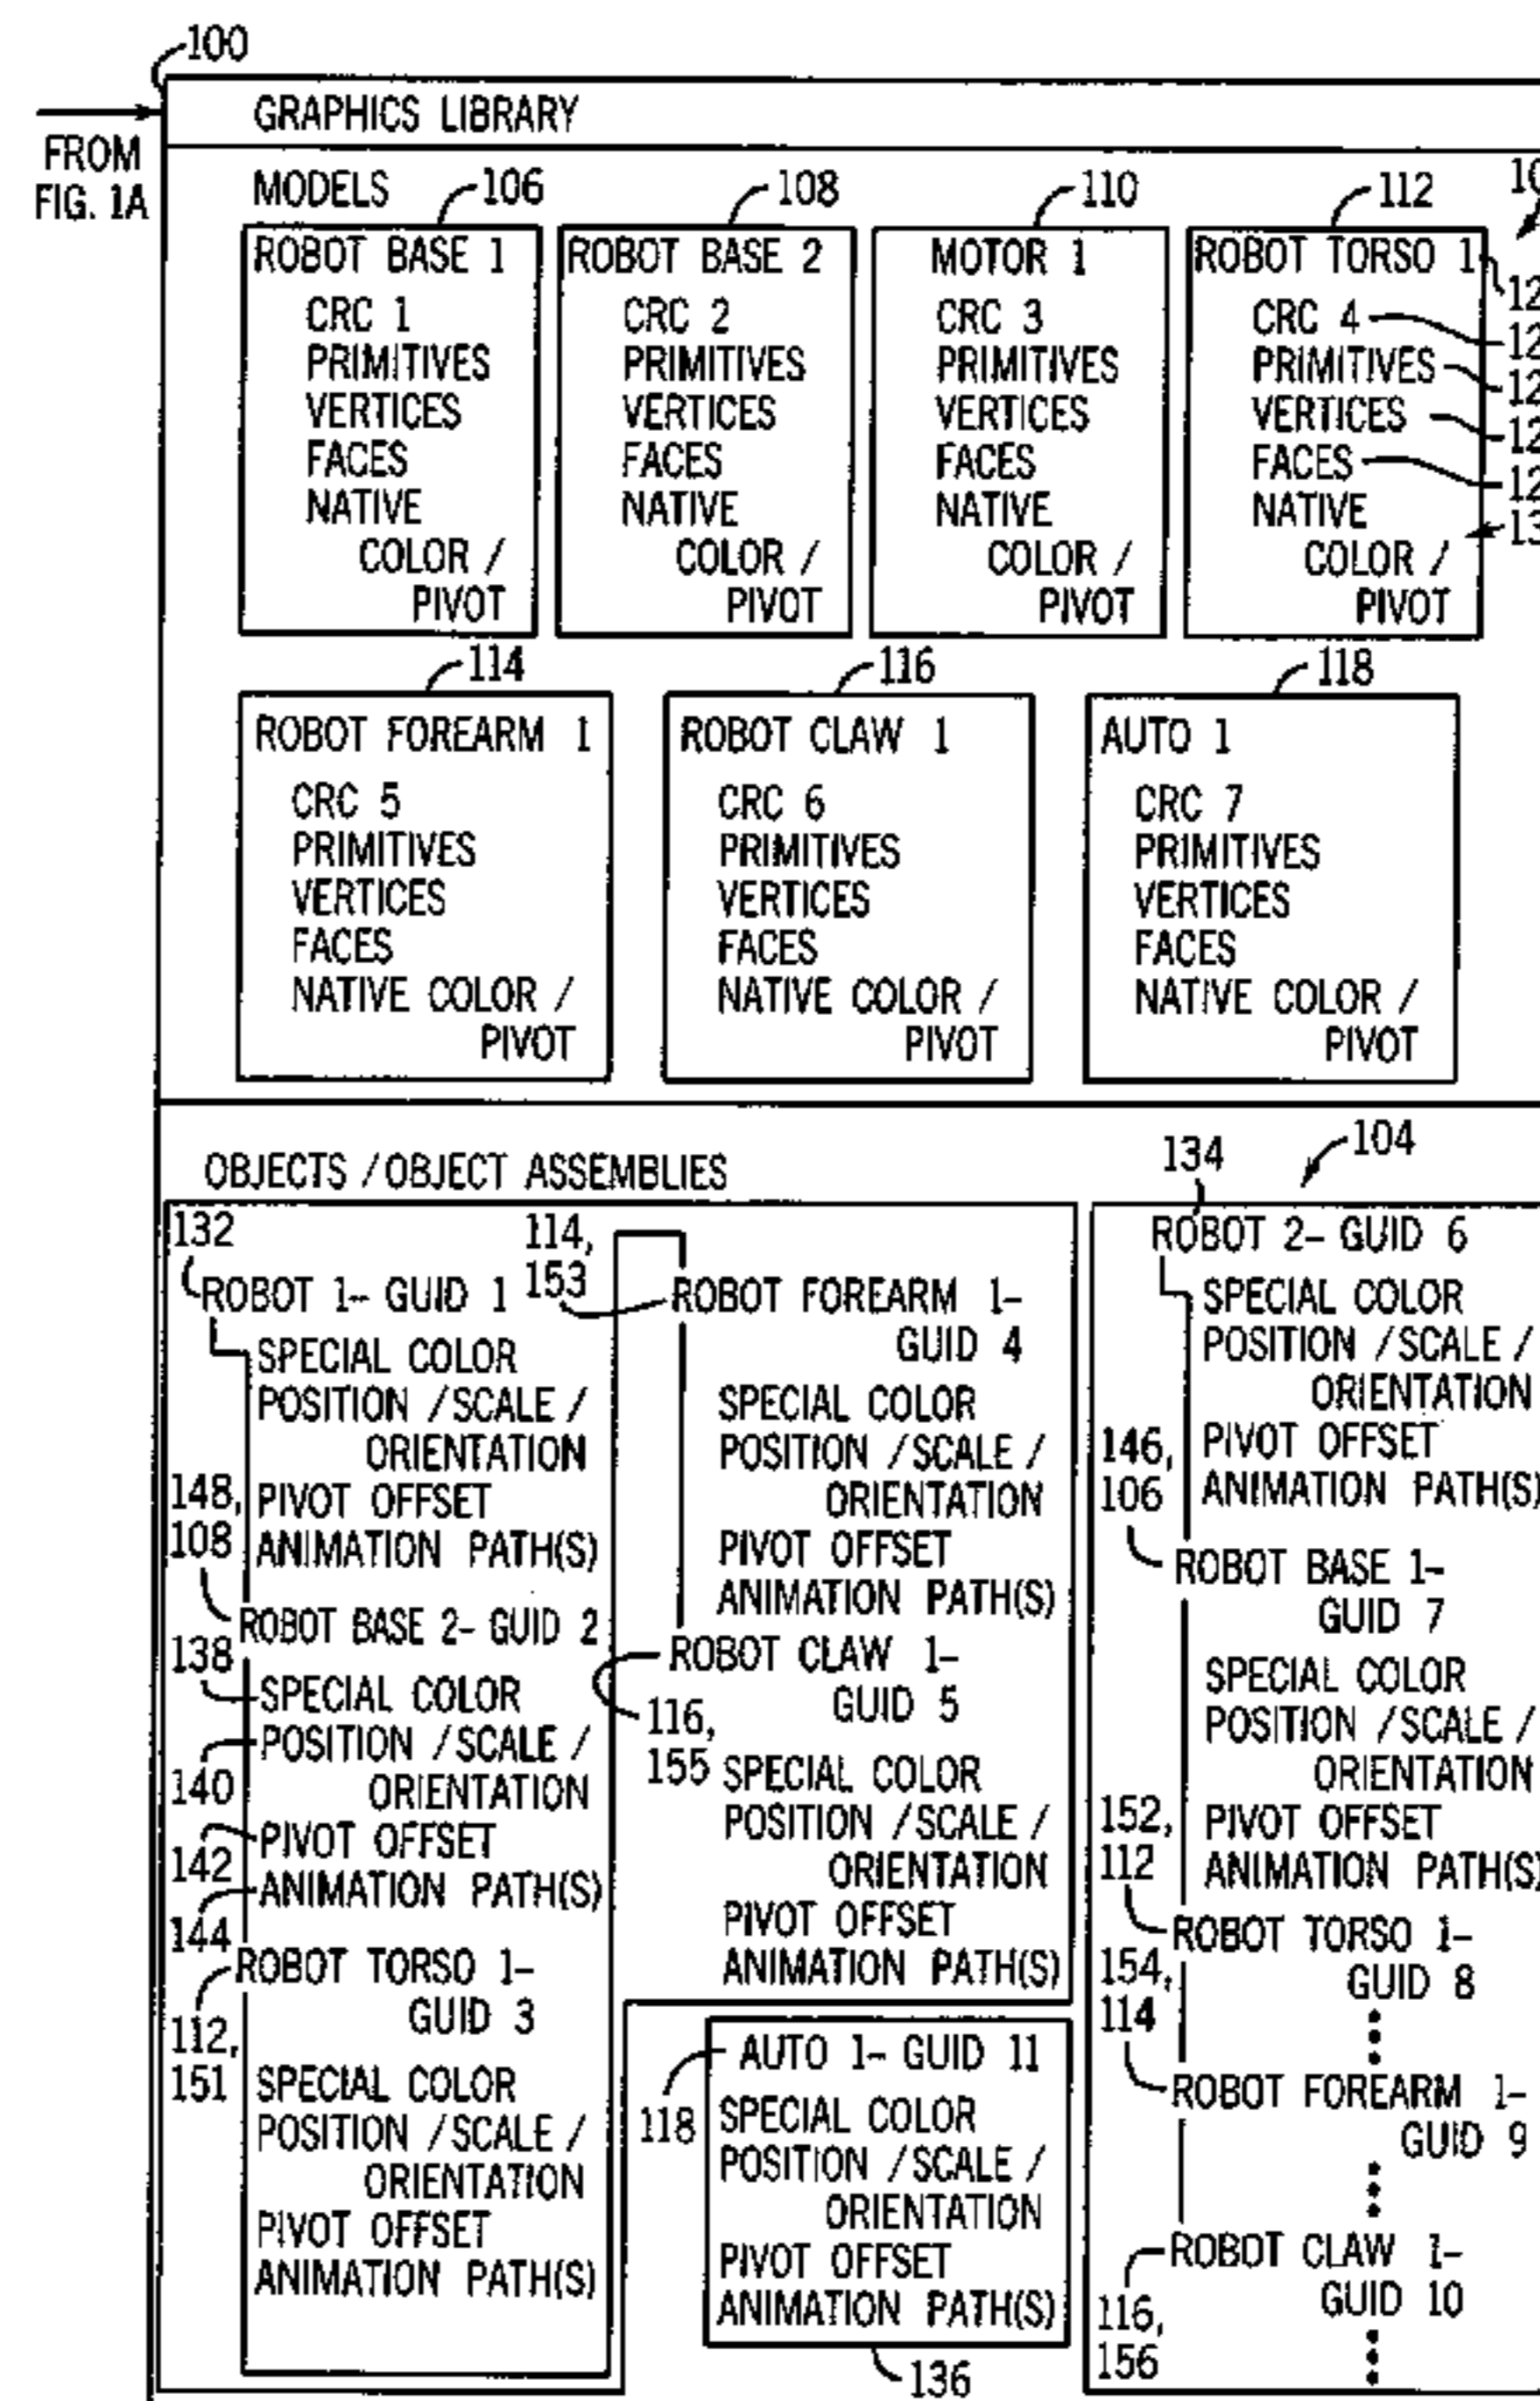 100
GRAPHICS LIBRARY
FROM
FIG. 1A
MODELS
106
108
110
112
ROBOT BASE 1
CRC 1
PRIMITIVES
VERTICES
FACES
NATIVE
COLOR /
PIVOT
ROBOT BASE 2
CRC 2
PRIMITIVES
VERTICES
FACES
NATIVE
COLOR /
PIVOT
MOTOR 1
CRC 3
PRIMITIVES
VERTICES
FACES
NATIVE
COLOR /
PIVOT
ROBOT TORSO 1
CRC 4
PRIMITIVES
VERTICES
FACES
NATIVE
COLOR /
PIVOT
114
116
118
ROBOT FOREARM 1
CRC 5
PRIMITIVES
VERTICES
FACES
NATIVE COLOR /
PIVOT
ROBOT CLAW 1
CRC 6
PRIMITIVES
VERTICES
FACES
NATIVE COLOR /
PIVOT
AUTO 1
CRC 7
PRIMITIVES
VERTICES
FACES
NATIVE COLOR /
PIVOT
OBJECTS / OBJECT ASSEMBLIES
104
132
ROBOT 1- GUID 1
SPECIAL COLOR
POSITION / SCALE /
ORIENTATION
148,
108
PIVOT OFFSET
ANIMATION PATH(S)
ROBOT BASE 2- GUID 2
138
SPECIAL COLOR
POSITION / SCALE /
140
ORIENTATION
PIVOT OFFSET
142
ANIMATION PATH(S)
144
ROBOT TORSO 1-
GUID 3
112,
151
SPECIAL COLOR
POSITION / SCALE /
ORIENTATION
PIVOT OFFSET
ANIMATION PATH(S)
114,
153
ROBOT FOREARM 1-
GUID 4
SPECIAL COLOR
POSITION / SCALE /
ORIENTATION
PIVOT OFFSET
ANIMATION PATH(S)
ROBOT CLAW 1-
GUID 5
116,
155
SPECIAL COLOR
POSITION / SCALE /
ORIENTATION
PIVOT OFFSET
ANIMATION PATH(S)
AUTO 1- GUID 11
118
SPECIAL COLOR
POSITION / SCALE /
ORIENTATION
PIVOT OFFSET
ANIMATION PATH(S)
136
134
ROBOT 2- GUID 6
SPECIAL COLOR
POSITION / SCALE /
ORIENTATION
146,
106
PIVOT OFFSET
ANIMATION PATH(S)
ROBOT BASE 1-
GUID 7
SPECIAL COLOR
POSITION / SCALE /
ORIENTATION
152,
112
PIVOT OFFSET
ANIMATION PATH(S)
ROBOT TORSO 1-
GUID 8
154,
114
ROBOT FOREARM 1-
GUID 9
ROBOT CLAW 1-
GUID 10
116,
156